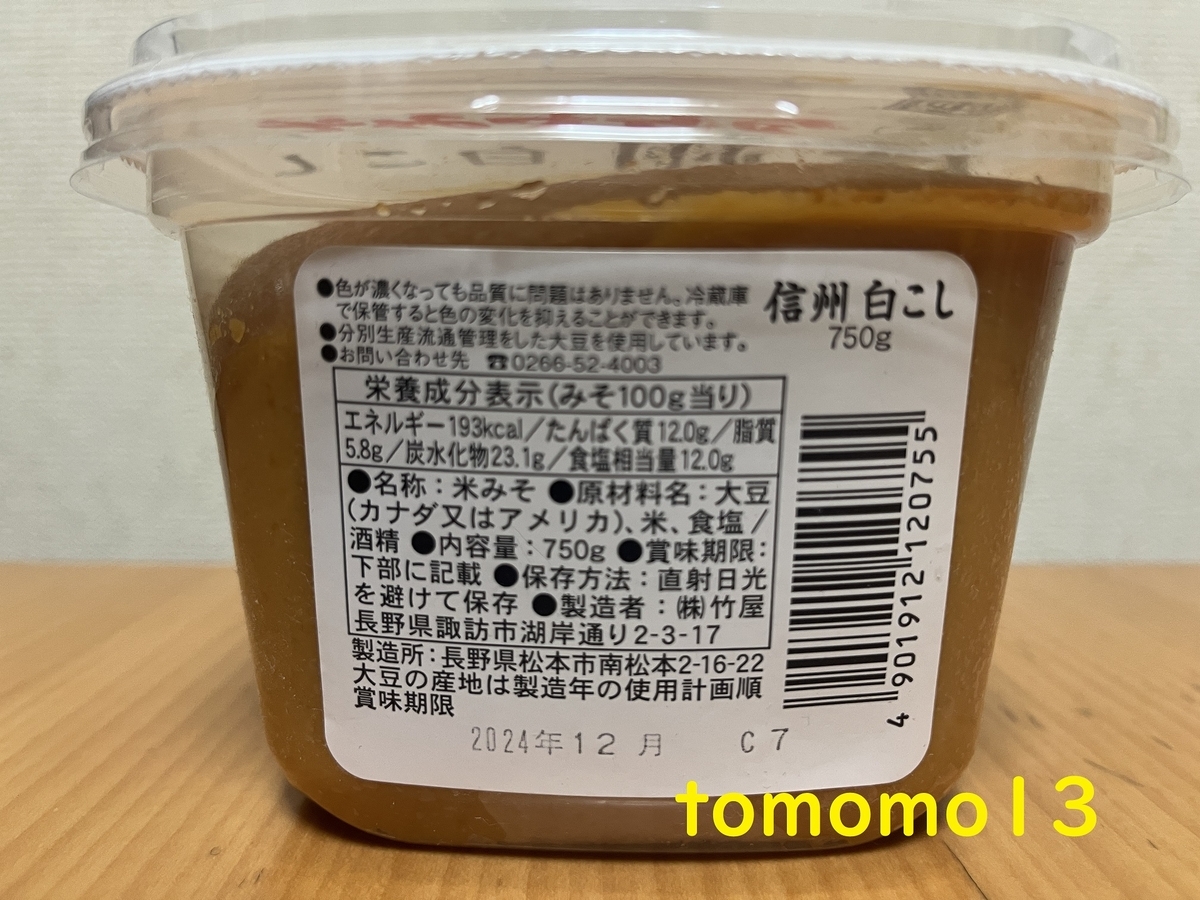 白こし
●色が濃くなっても品質に問題はありません。冷蔵庫
で保管すると色の変化を抑えることができます。
●分別生産流通管理をした大豆を使用しています。
●お問い合わせ先 ☎0266-52-4003
信州 白こし
750g
栄養成分表示(みそ100g当り)
エネルギー193kcal/たんぱく質12.0g/脂質
5.8g/炭水化物23.1g/食塩相当量12.0g
●名称:米みそ ●原材料名:大豆
(カナダ又はアメリカ)、米、食塩/
酒精 ●内容量:750g ●賞味期限:
下部に記載 ●保存方法:直射日光
を避けて保存 ●製造者:㈱竹屋
長野県諏訪市湖岸通り2-3-17
製造所:長野県松本市南松本2-16-22
大豆の産地は製造年の使用計画順
賞味期限
2024年12月 C7
4 901912 120755
tomomo13